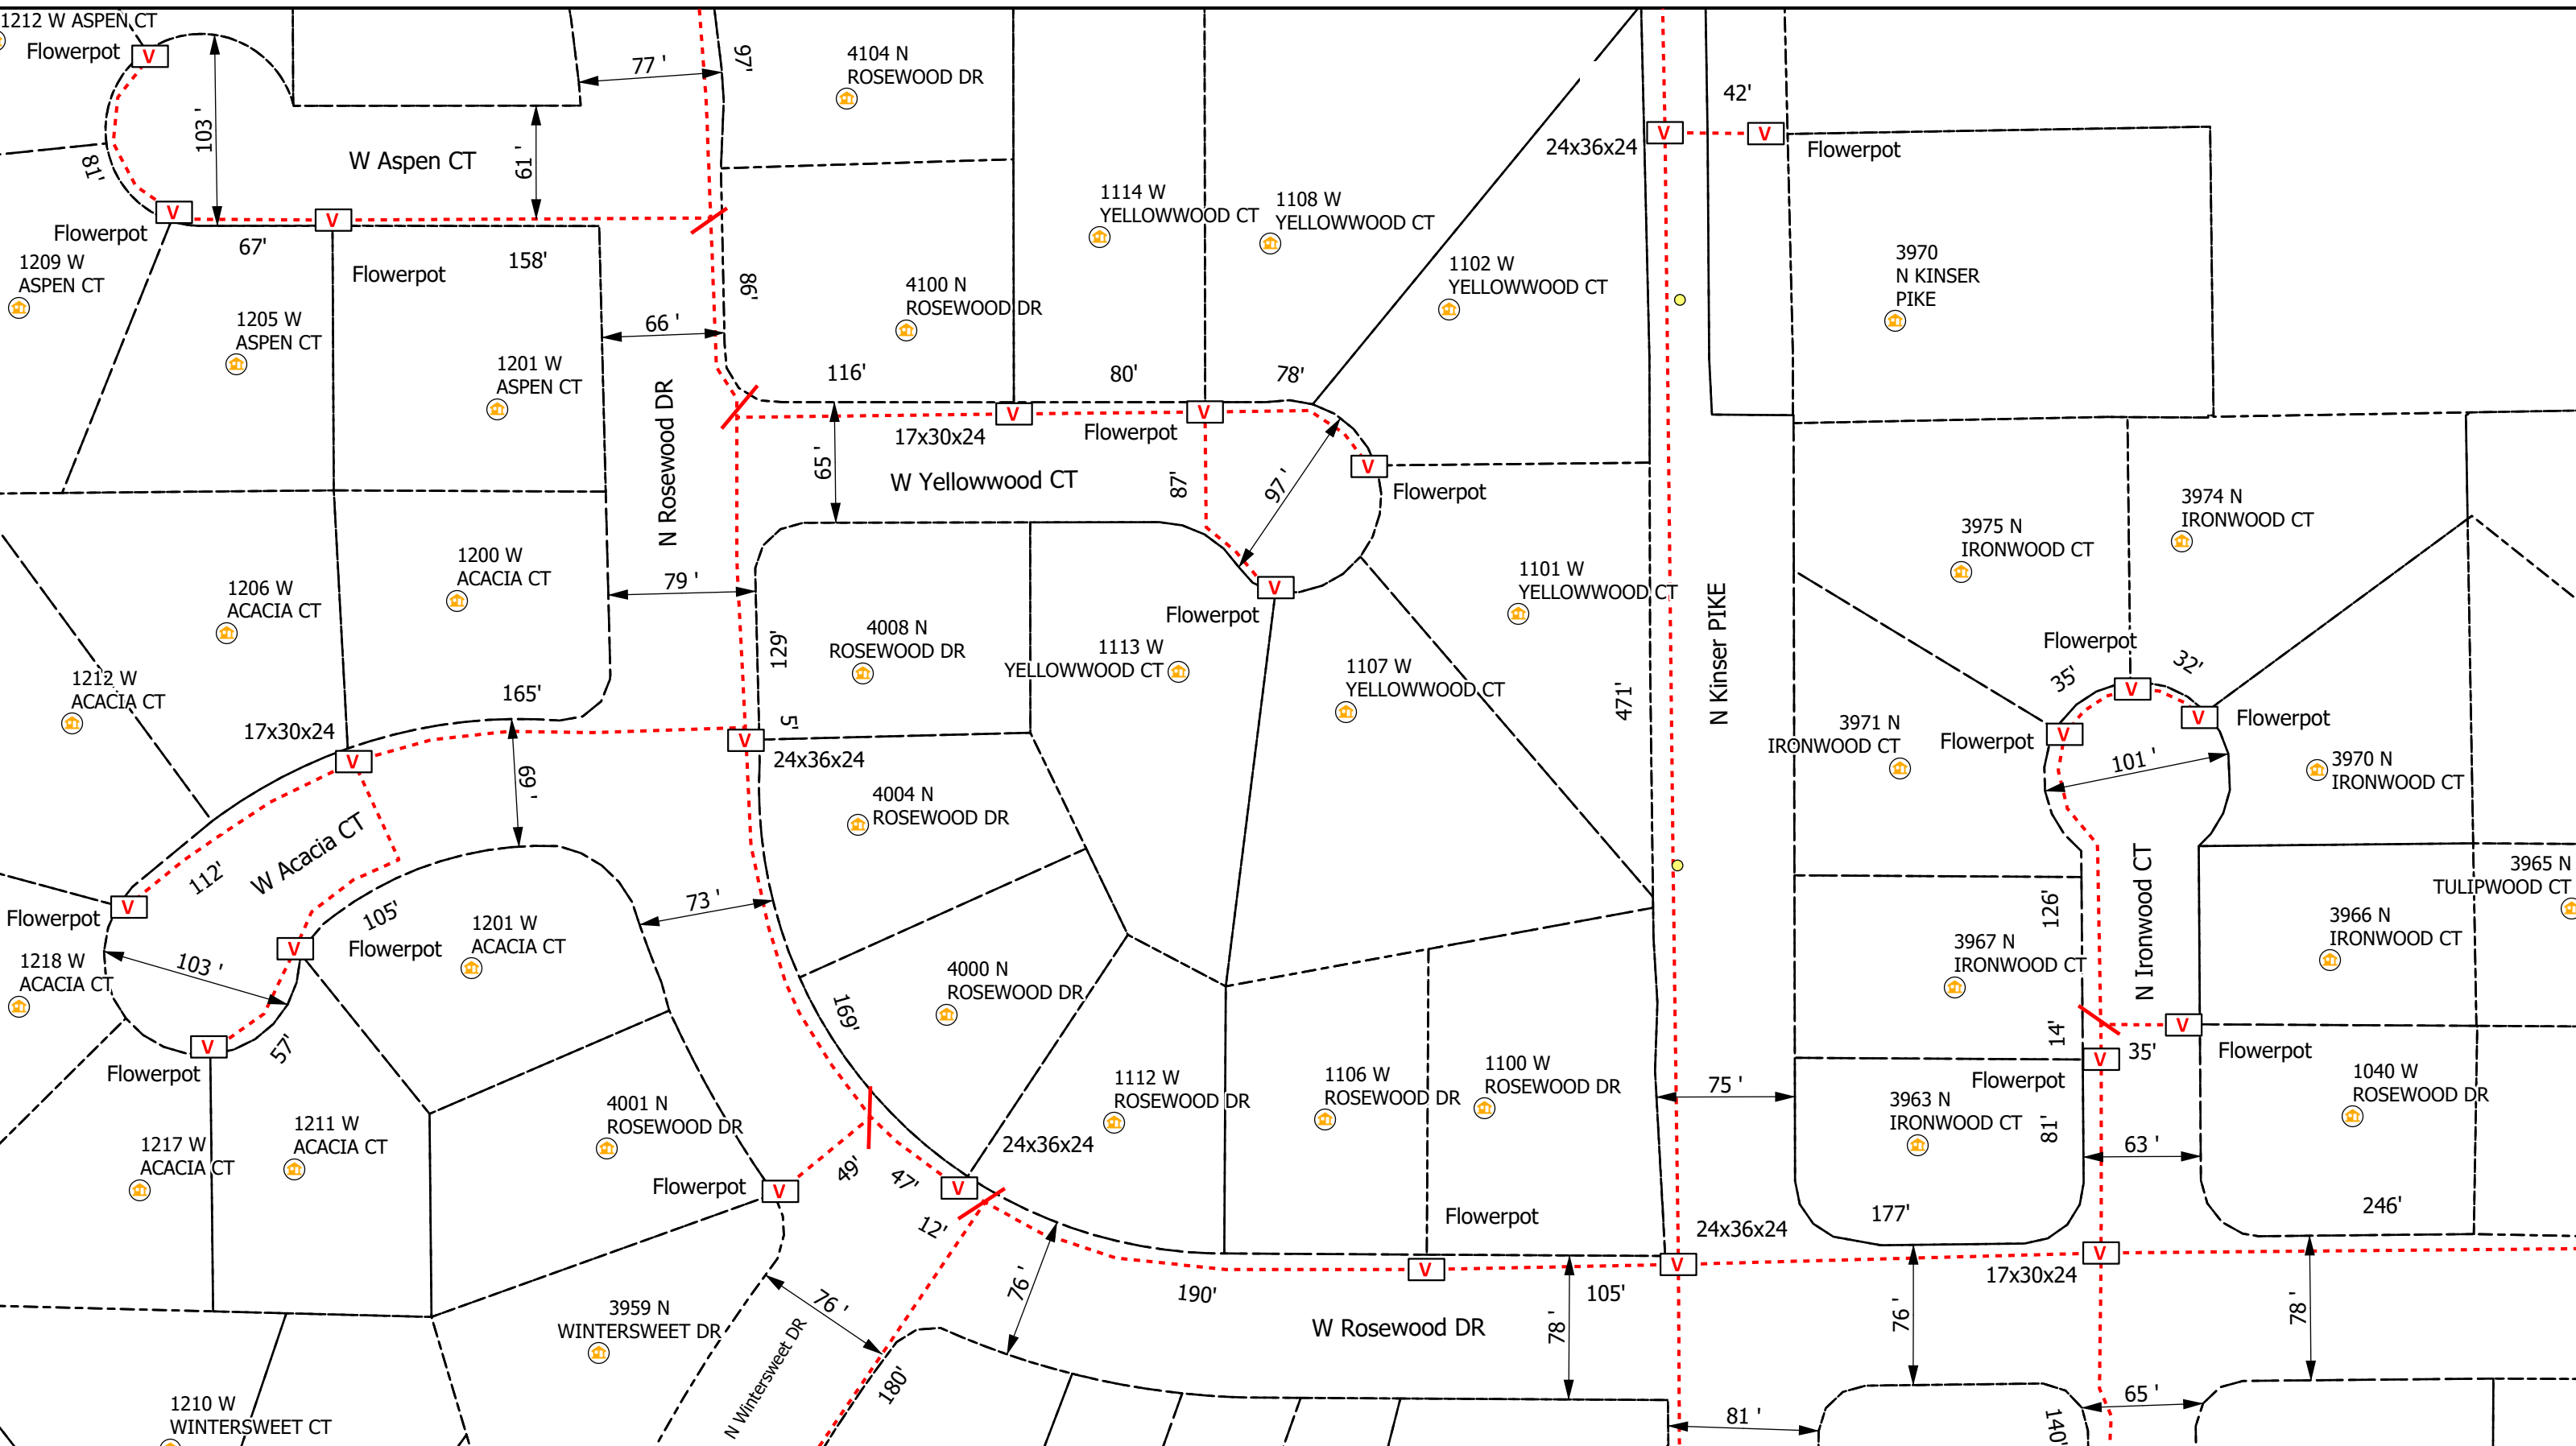 1212 W ASPEN CT
Flowerpot
V
103 '
81'
77 '
97'
4104 N
ROSEWOOD DR
61 '
W Aspen CT
V
V
Flowerpot
67'
Flowerpot
158'
1209 W
ASPEN CT
1205 W
ASPEN CT
1201 W
ASPEN CT
86'
66 '
4100 N
ROSEWOOD DR
1114 W
YELLOWWOOD CT
1108 W
YELLOWWOOD CT
1102 W
YELLOWWOOD CT
24x36x24
V
42'
V
Flowerpot
3970
N KINSER
PIKE
116'
80'
78'
V
V
17x30x24
Flowerpot
65 '
W Yellowwood CT
87'
97 '
V
Flowerpot
N Rosewood DR
V
Flowerpot
1206 W
ACACIA CT
1200 W
ACACIA CT
79 '
129'
4008 N
ROSEWOOD DR
1113 W
YELLOWWOOD CT
1107 W
YELLOWWOOD CT
1101 W
YELLOWWOOD CT
471'
N Kinser PIKE
3975 N
IRONWOOD CT
3974 N
IRONWOOD CT
Flowerpot
35'
32'
V
V
V
Flowerpot
Flowerpot
3971 N
IRONWOOD CT
101 '
3970 N
IRONWOOD CT
1212 W
ACACIA CT
165'
17x30x24
V
69 '
5'
V
24x36x24
4004 N
ROSEWOOD DR
W Acacia CT
112'
V
Flowerpot
105'
V
Flowerpot
103 '
1218 W
ACACIA CT
57'
V
Flowerpot
1201 W
ACACIA CT
73 '
169'
4000 N
ROSEWOOD DR
3965 N
TULIPWOOD CT
N Ironwood CT
126'
3967 N
IRONWOOD CT
3966 N
IRONWOOD CT
14'
V
35'
V
Flowerpot
Flowerpot
1217 W
ACACIA CT
1211 W
ACACIA CT
4001 N
ROSEWOOD DR
1112 W
ROSEWOOD DR
1106 W
ROSEWOOD DR
1100 W
ROSEWOOD DR
75 '
3963 N
IRONWOOD CT
81'
63 '
1040 W
ROSEWOOD DR
24x36x24
49'
47'
V
Flowerpot
V
12'
Flowerpot
V
190'
105'
V
24x36x24
177'
17x30x24
V
246'
76 '
76 '
78 '
76 '
78 '
3959 N
WINTERSWEET DR
N Wintersweet DR
180'
W Rosewood DR
1210 W
WINTERSWEET CT
81 '
65 '
140'